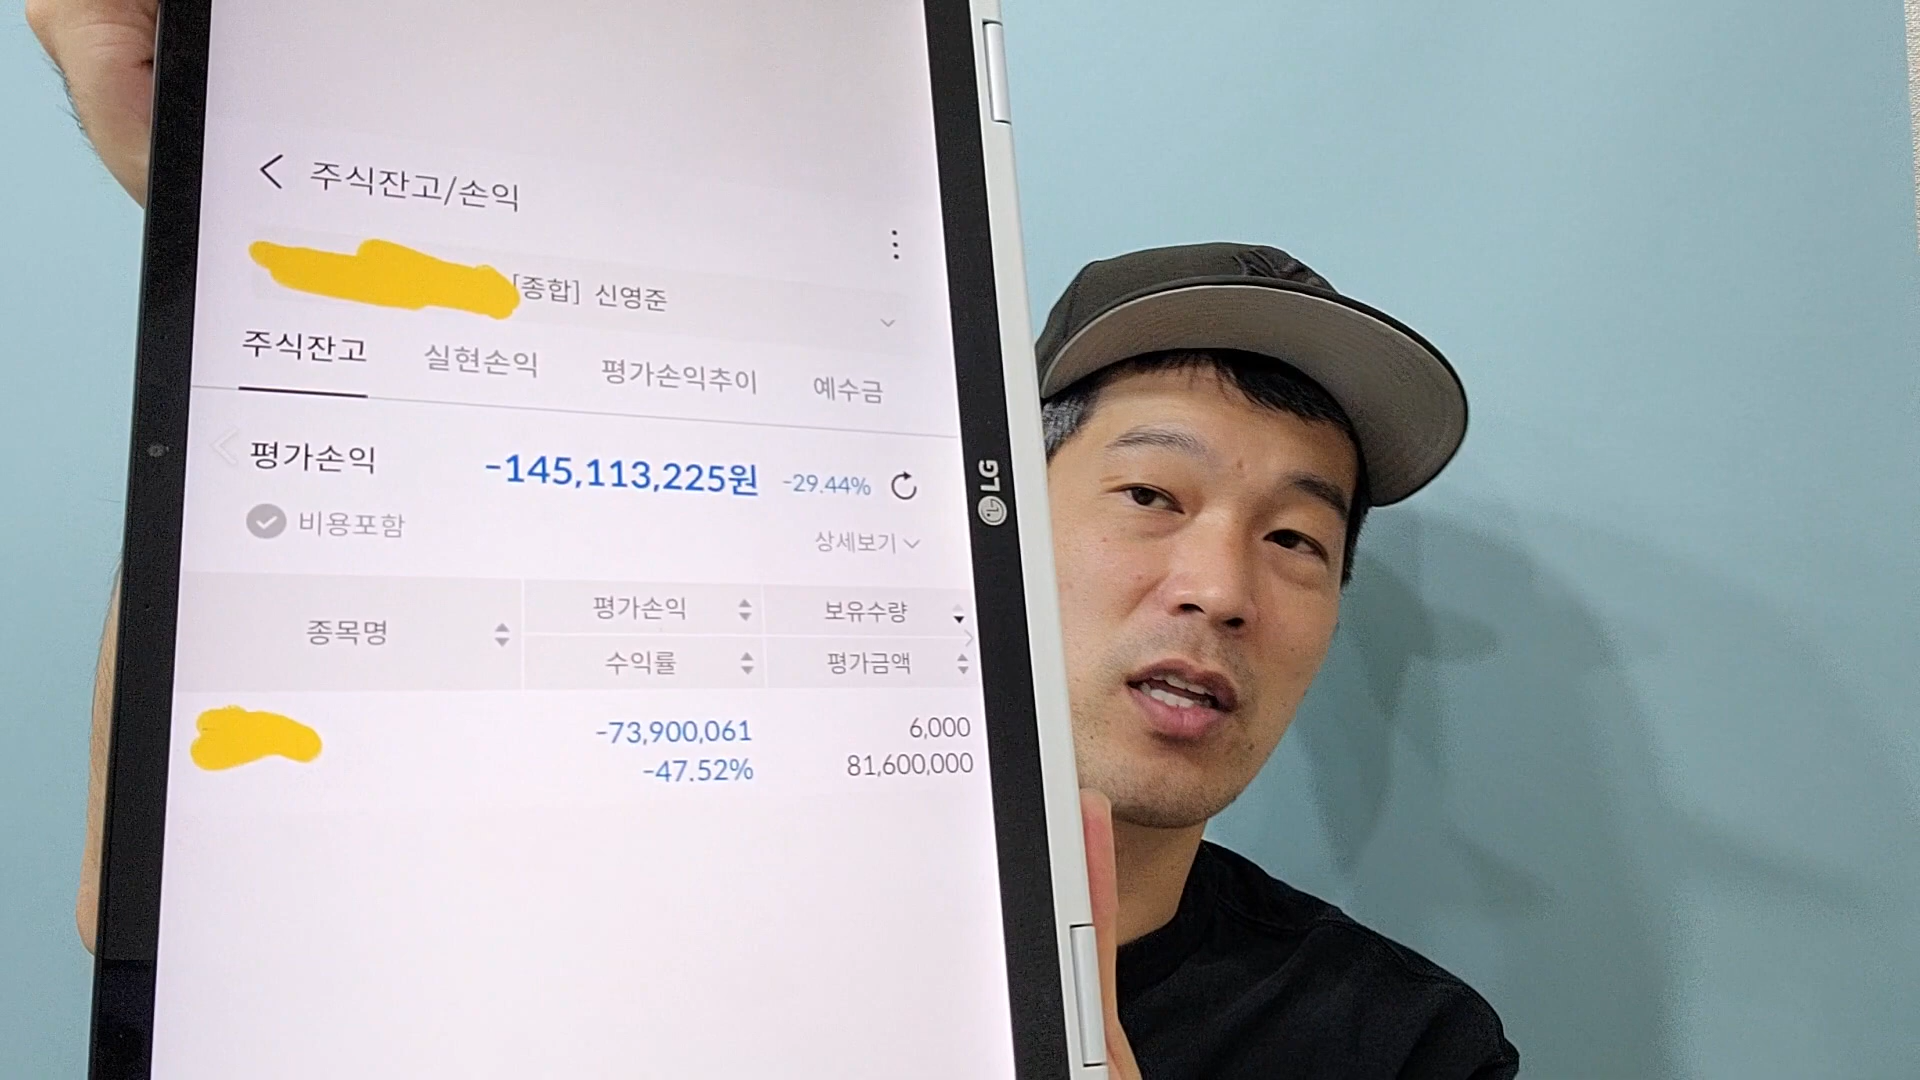 주식잔고/손익
[종합] 신영준
주식잔고 실현손익 평가손익추이 예수금
평가손익 -145,113,225원 -29.44%
비용포함 상세보기
종목명 평가손익 보유수량
수익률 평가금액
-73,900,061 6,000
-47.52% 81,600,000
LG